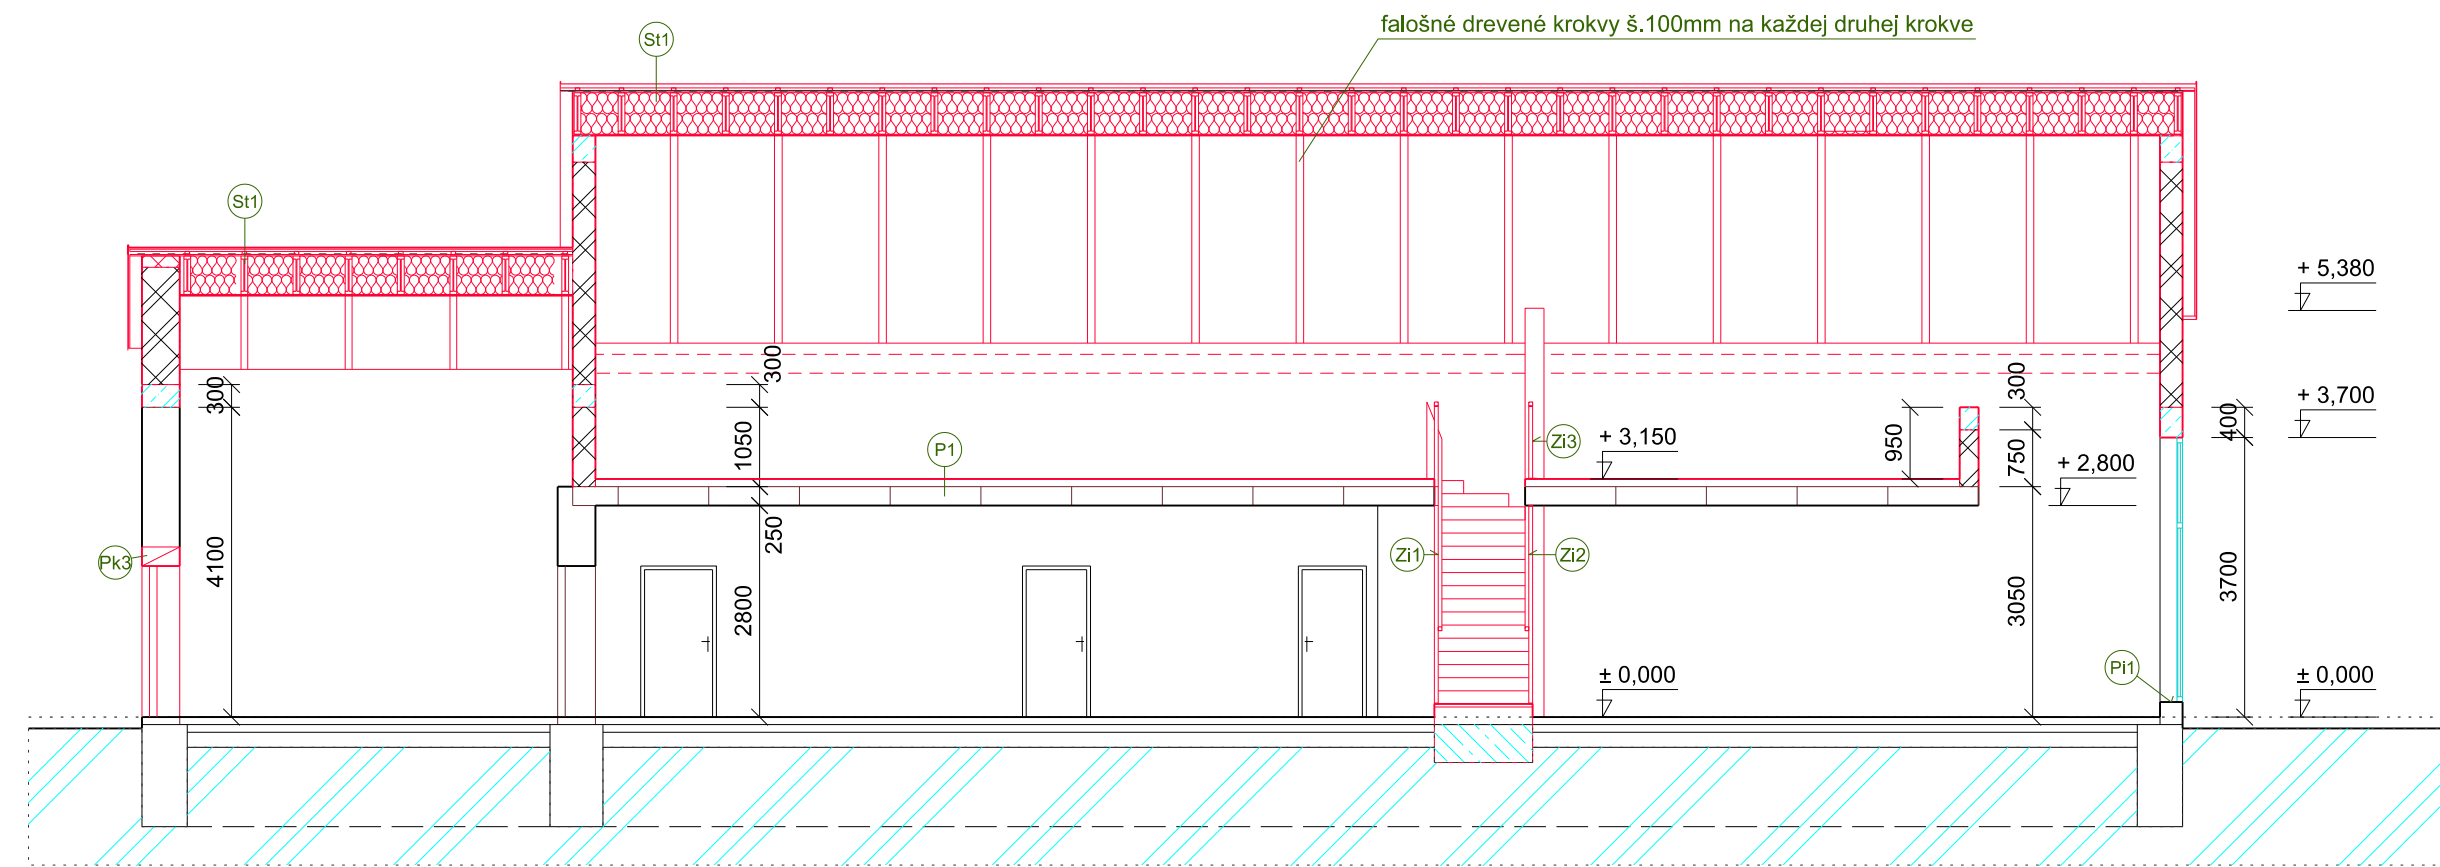 falošné drevené krokvy š.100mm na každej druhej krokve
St1
St1
+ 5,380
300
300
300
+ 3,700
400
1050
950
750
+ 3,150
+ 2,800
Zi3
P1
250
4100
2800
Pk3
Zi1
Zi2
3050
3700
± 0,000
Pi1
± 0,000